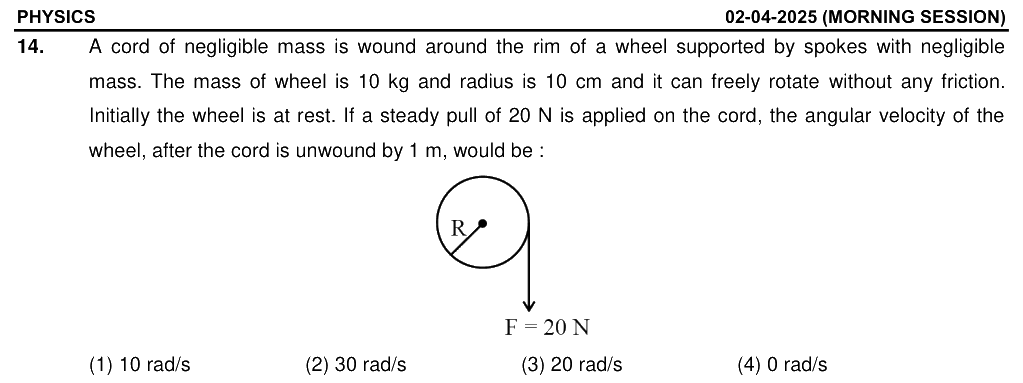 PHYSICS 02-04-2025 (MORNING SESSION)
14. A cord of negligible mass is wound around the rim of a wheel supported by spokes with negligible
mass. The mass of wheel is 10 kg and radius is 10 cm and it can freely rotate without any friction.
Initially the wheel is at rest. If a steady pull of 20 N is applied on the cord, the angular velocity of the
wheel, after the cord is unwound by 1 m, would be :
R
F = 20 N
(1) 10 rad/s (2) 30 rad/s (3) 20 rad/s (4) 0 rad/s